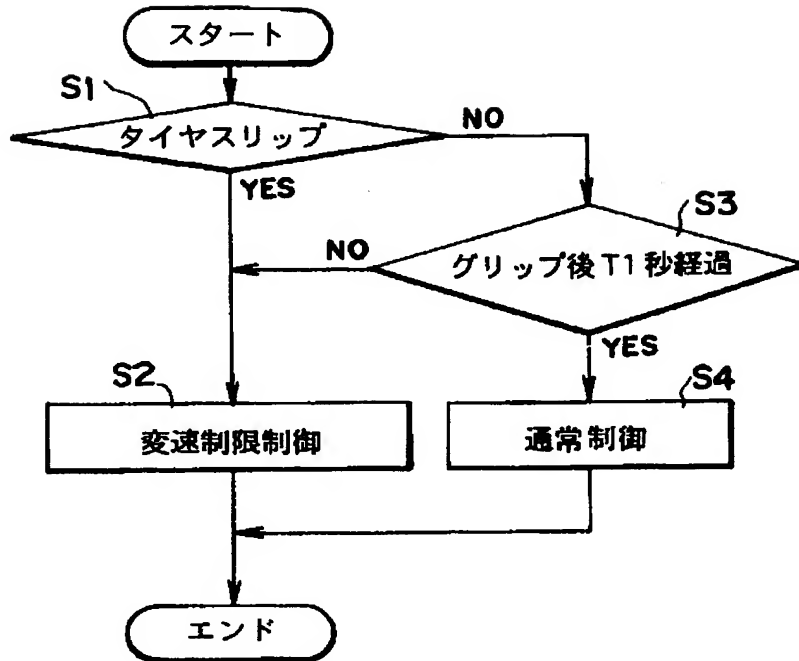 スタート
S1
タイヤスリップ
NO
YES
S3
NO
グリップ後T1秒経過
YES
S2
変速制限制御
S4
通常制御
エンド